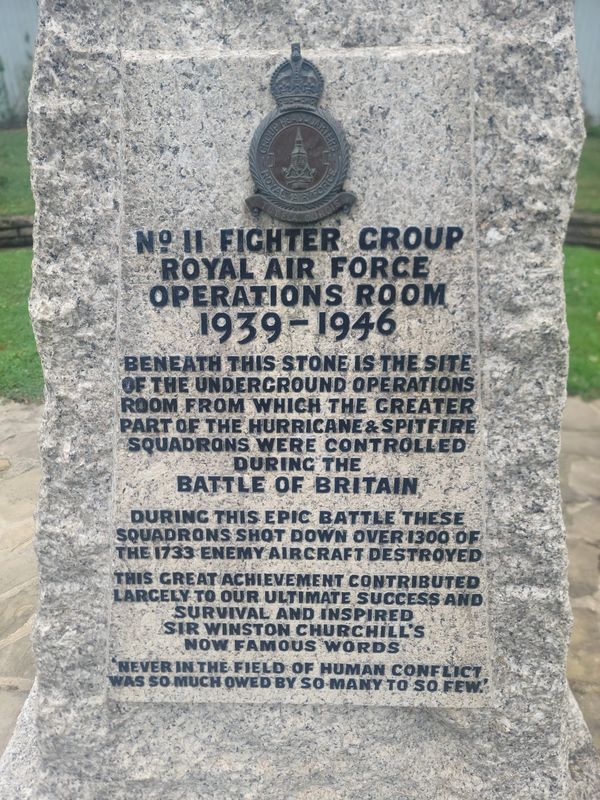 ROYAL AIR FORCE
Nº 11 FIGHTER GROUP
ROYAL AIR FORCE
OPERATIONS ROOM
1939-1946
BENEATH THIS STONE IS THE SITE
OF THE UNDERGROUND OPERATIONS
ROOM FROM WHICH THE GREATER
PART OF THE HURRICANE & SPITFIRE
SQUADRONS WERE CONTROLLED
DURING THE
BATTLE OF BRITAIN
DURING THIS EPIC BATTLE THESE
SQUADRONS SHOT DOWN OVER 1300 OF
THE 1733 ENEMY AIRCRAFT DESTROYED
THIS GREAT ACHIEVEMENT CONTRIBUTED
LARGELY TO OUR ULTIMATE SUCCESS AND
SURVIVAL AND INSPIRED
SIR WINSTON CHURCHILL'S
NOW FAMOUS WORDS
'NEVER IN THE FIELD OF HUMAN CONFLICT
WAS SO MUCH OWED BY SO MANY TO SO FEW.'